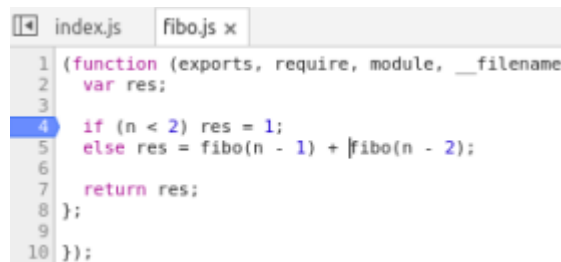 index.js fibo.js ×
1 (function (exports, require, module, __filename
2 var res;
3
4 if (n < 2) res = 1;
5 else res = fibo(n - 1) + fibo(n - 2);
6
7 return res;
8 };
9
10 });